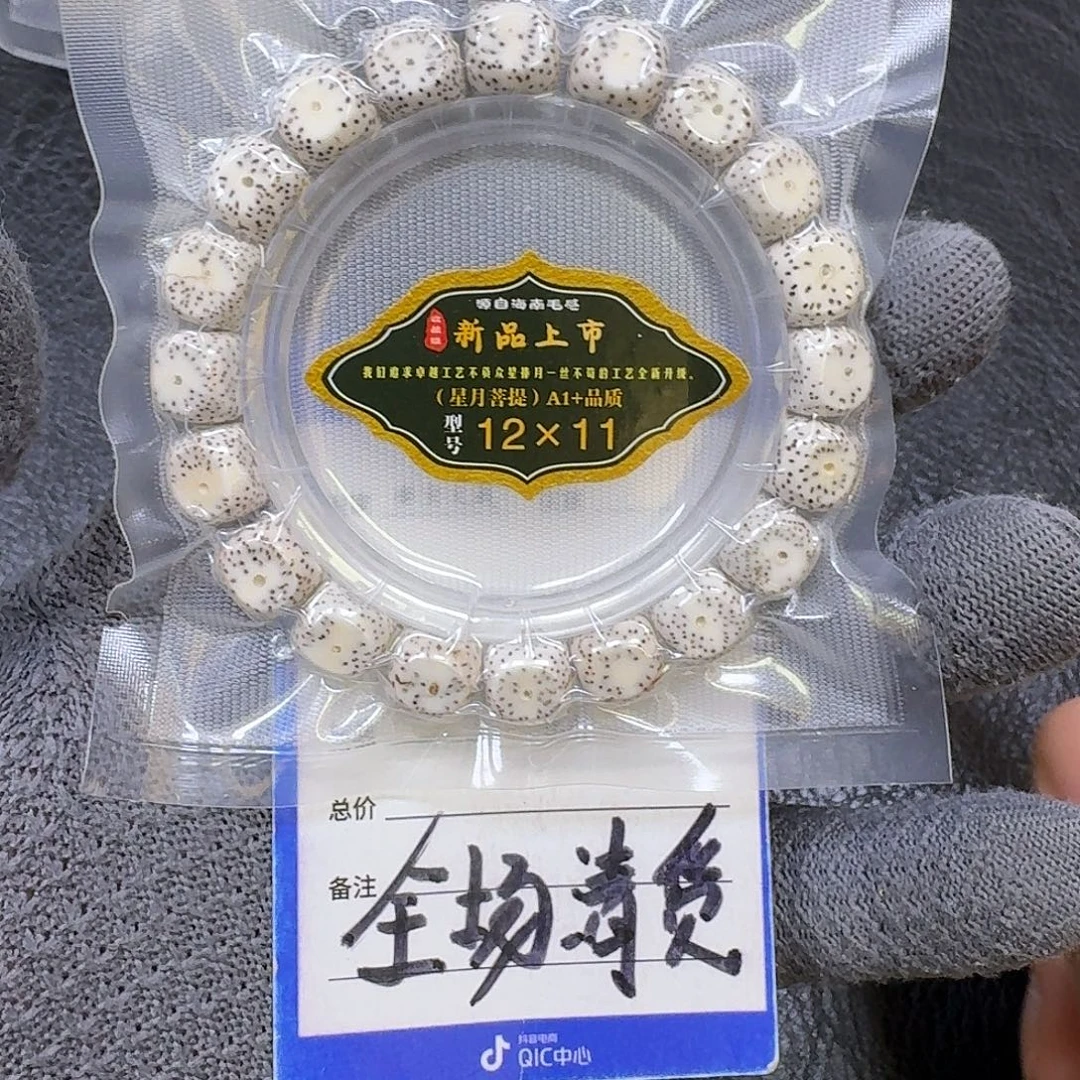 源自海南毛感
收藏级
新品上市
我们追求卓越工艺不负众星捧月一丝不苟的工艺全新升级、
(星月菩提)A1+品质
型号 12×11
总价
备注 全场清货
抖音电商
QIC中心